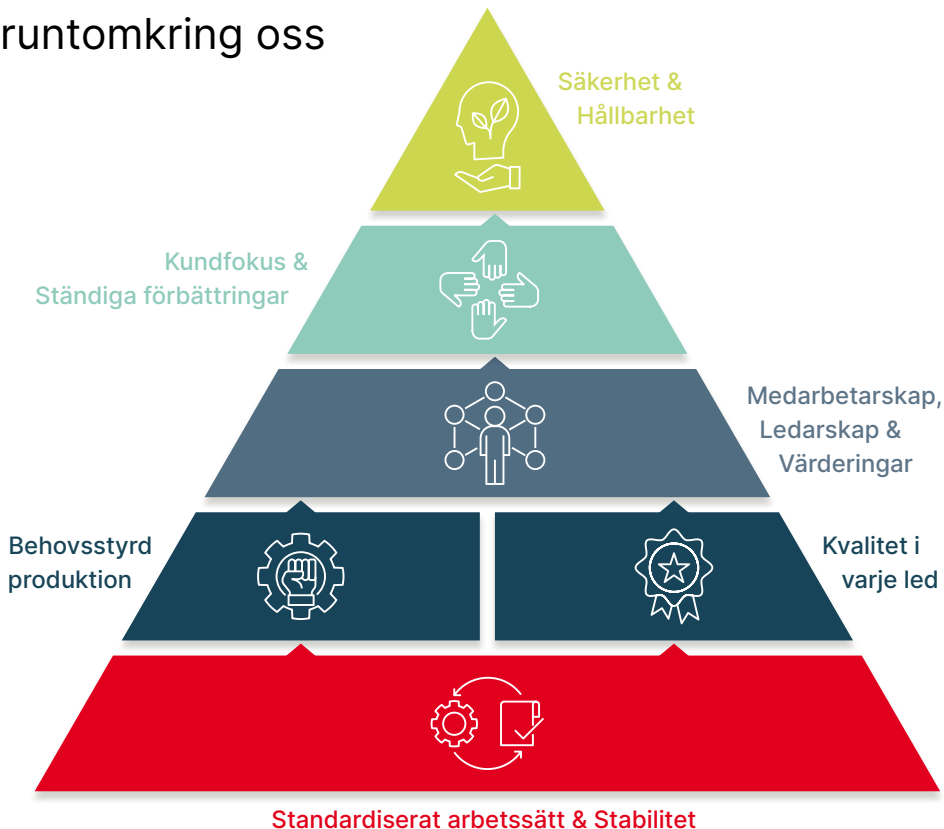 runtomkring oss
Säkerhet &
Hållbarhet
Kundfokus &
Ständiga förbättringar
Medarbetarskap,
Ledarskap &
Värderingar
Behovsstyrd
produktion
Kvalitet i
varje led
Standardiserat arbetssätt & Stabilitet